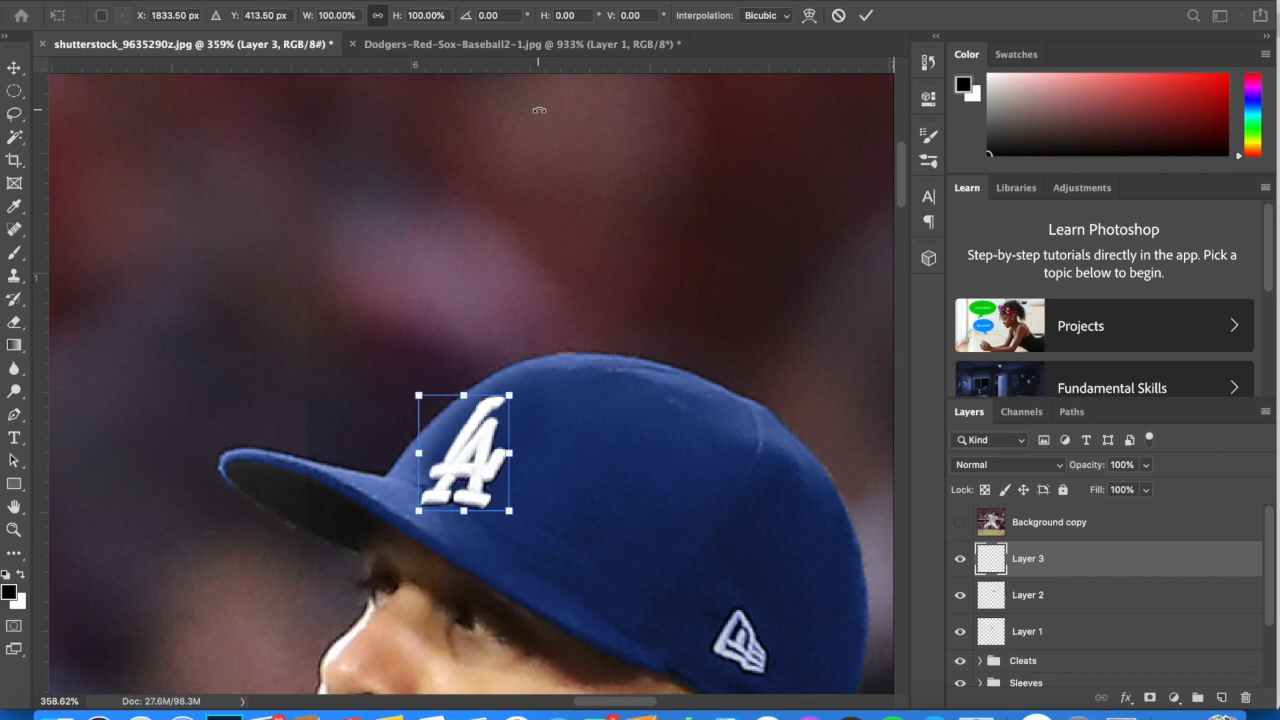 X: 1833.50 px Y: 413.50 px W: 100.00% H: 100.00% 0.00 ° H: 0.00 ° V: 0.00 ° Interpolation: Bicubic
shutterstock_9635290z.jpg @ 359% (Layer 3, RGB/8#) * Dodgers-Red-Sox-Baseball2-1.jpg @ 933% (Layer 1, RGB/8*) *
6
1
LA
358.62% Doc: 27.6M/98.3M
Color Swatches
Learn Libraries Adjustments
Learn Photoshop
Step-by-step tutorials directly in the app. Pick a
topic below to begin.
Projects
Fundamental Skills
Layers Channels Paths
Kind
Normal Opacity: 100%
Lock: Fill: 100%
Background copy
Layer 3
Layer 2
Layer 1
Cleats
Sleeves